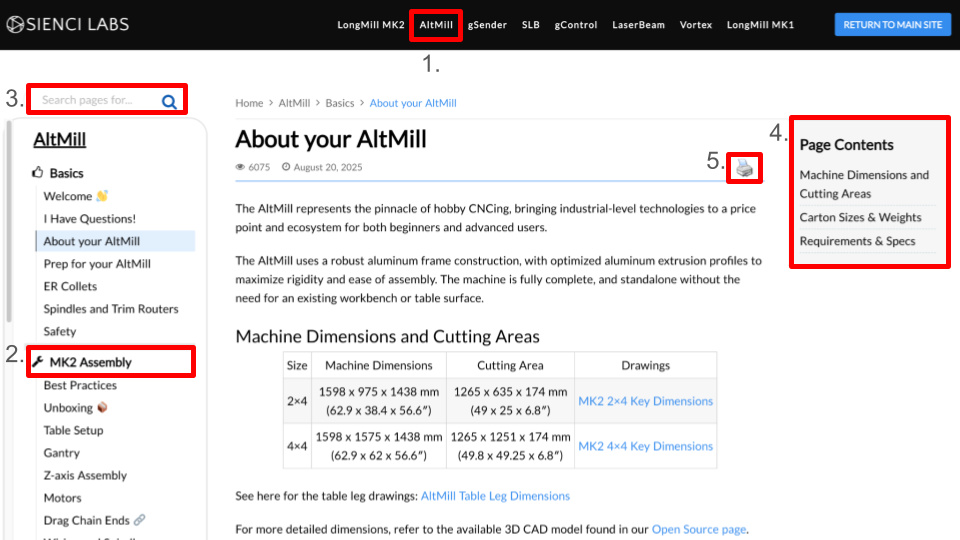 SIENCI LABS
LongMill MK2 AltMill gSender SLB gControl LaserBeam Vortex LongMill MK1 RETURN TO MAIN SITE
1.
3. Search pages for...
AltMill
Basics
Welcome 👋
I Have Questions!
About your AltMill
Prep for your AltMill
ER Collets
Spindles and Trim Routers
Safety
2. MK2 Assembly
Best Practices
Unboxing 📦
Table Setup
Gantry
Z-axis Assembly
Motors
Drag Chain Ends 🔗
Home > AltMill > Basics > About your AltMill
About your AltMill
6075 August 20, 2025
5.
The AltMill represents the pinnacle of hobby CNCing, bringing industrial-level technologies to a price
point and ecosystem for both beginners and advanced users.
The AltMill uses a robust aluminum frame construction, with optimized aluminum extrusion profiles to
maximize rigidity and ease of assembly. The machine is fully complete, and standalone without the
need for an existing workbench or table surface.
Machine Dimensions and Cutting Areas
Size Machine Dimensions Cutting Area Drawings
2×4 1598 x 975 x 1438 mm (62.9 x 38.4 x 56.6″) 1265 x 635 x 174 mm (49 x 25 x 6.8″) MK2 2×4 Key Dimensions
4×4 1598 x 1575 x 1438 mm (62.9 x 62 x 56.6″) 1265 x 1251 x 174 mm (49.8 x 49.25 x 6.8″) MK2 4×4 Key Dimensions
See here for the table leg drawings: AltMill Table Leg Dimensions
For more detailed dimensions, refer to the available 3D CAD model found in our Open Source page.
4.
Page Contents
Machine Dimensions and
Cutting Areas
Carton Sizes & Weights
Requirements & Specs